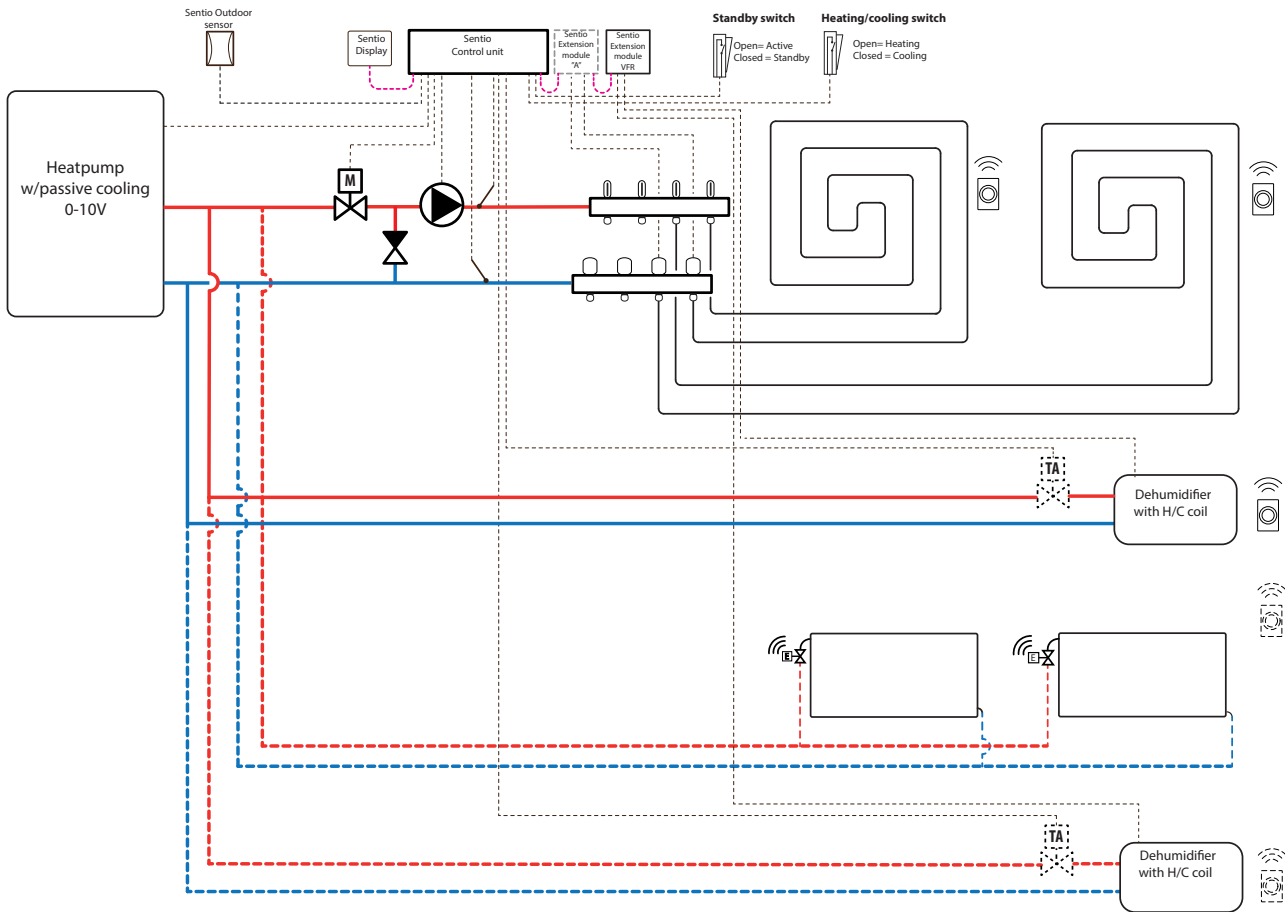 Sentio Outdoor
sensor
Sentio
Display
Sentio
Control unit
Sentio
Extension
module
"A"
Sentio
Extension
module
VFR
Standby switch
Open= Active
Closed = Standby
Heating/cooling switch
Open= Heating
Closed = Cooling
Heatpump
w/passive cooling
0-10V
M
TA
Dehumidifier
with H/C coil
E
E
TA
Dehumidifier
with H/C coil